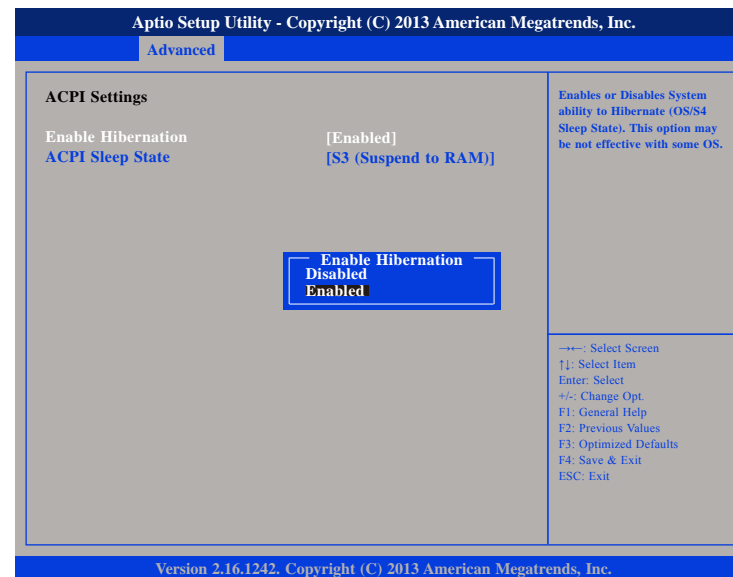 Aptio Setup Utility - Copyright (C) 2013 American Megatrends, Inc.
Advanced
ACPI Settings
Enable Hibernation [Enabled]
ACPI Sleep State [S3 (Suspend to RAM)]
Enable Hibernation
Disabled
Enabled
Enables or Disables System
ability to Hibernate (OS/S4
Sleep State). This option may
be not effective with some OS.
→←: Select Screen
↑↓: Select Item
Enter: Select
+/-: Change Opt.
F1: General Help
F2: Previous Values
F3: Optimized Defaults
F4: Save & Exit
ESC: Exit
Version 2.16.1242. Copyright (C) 2013 American Megatrends, Inc.